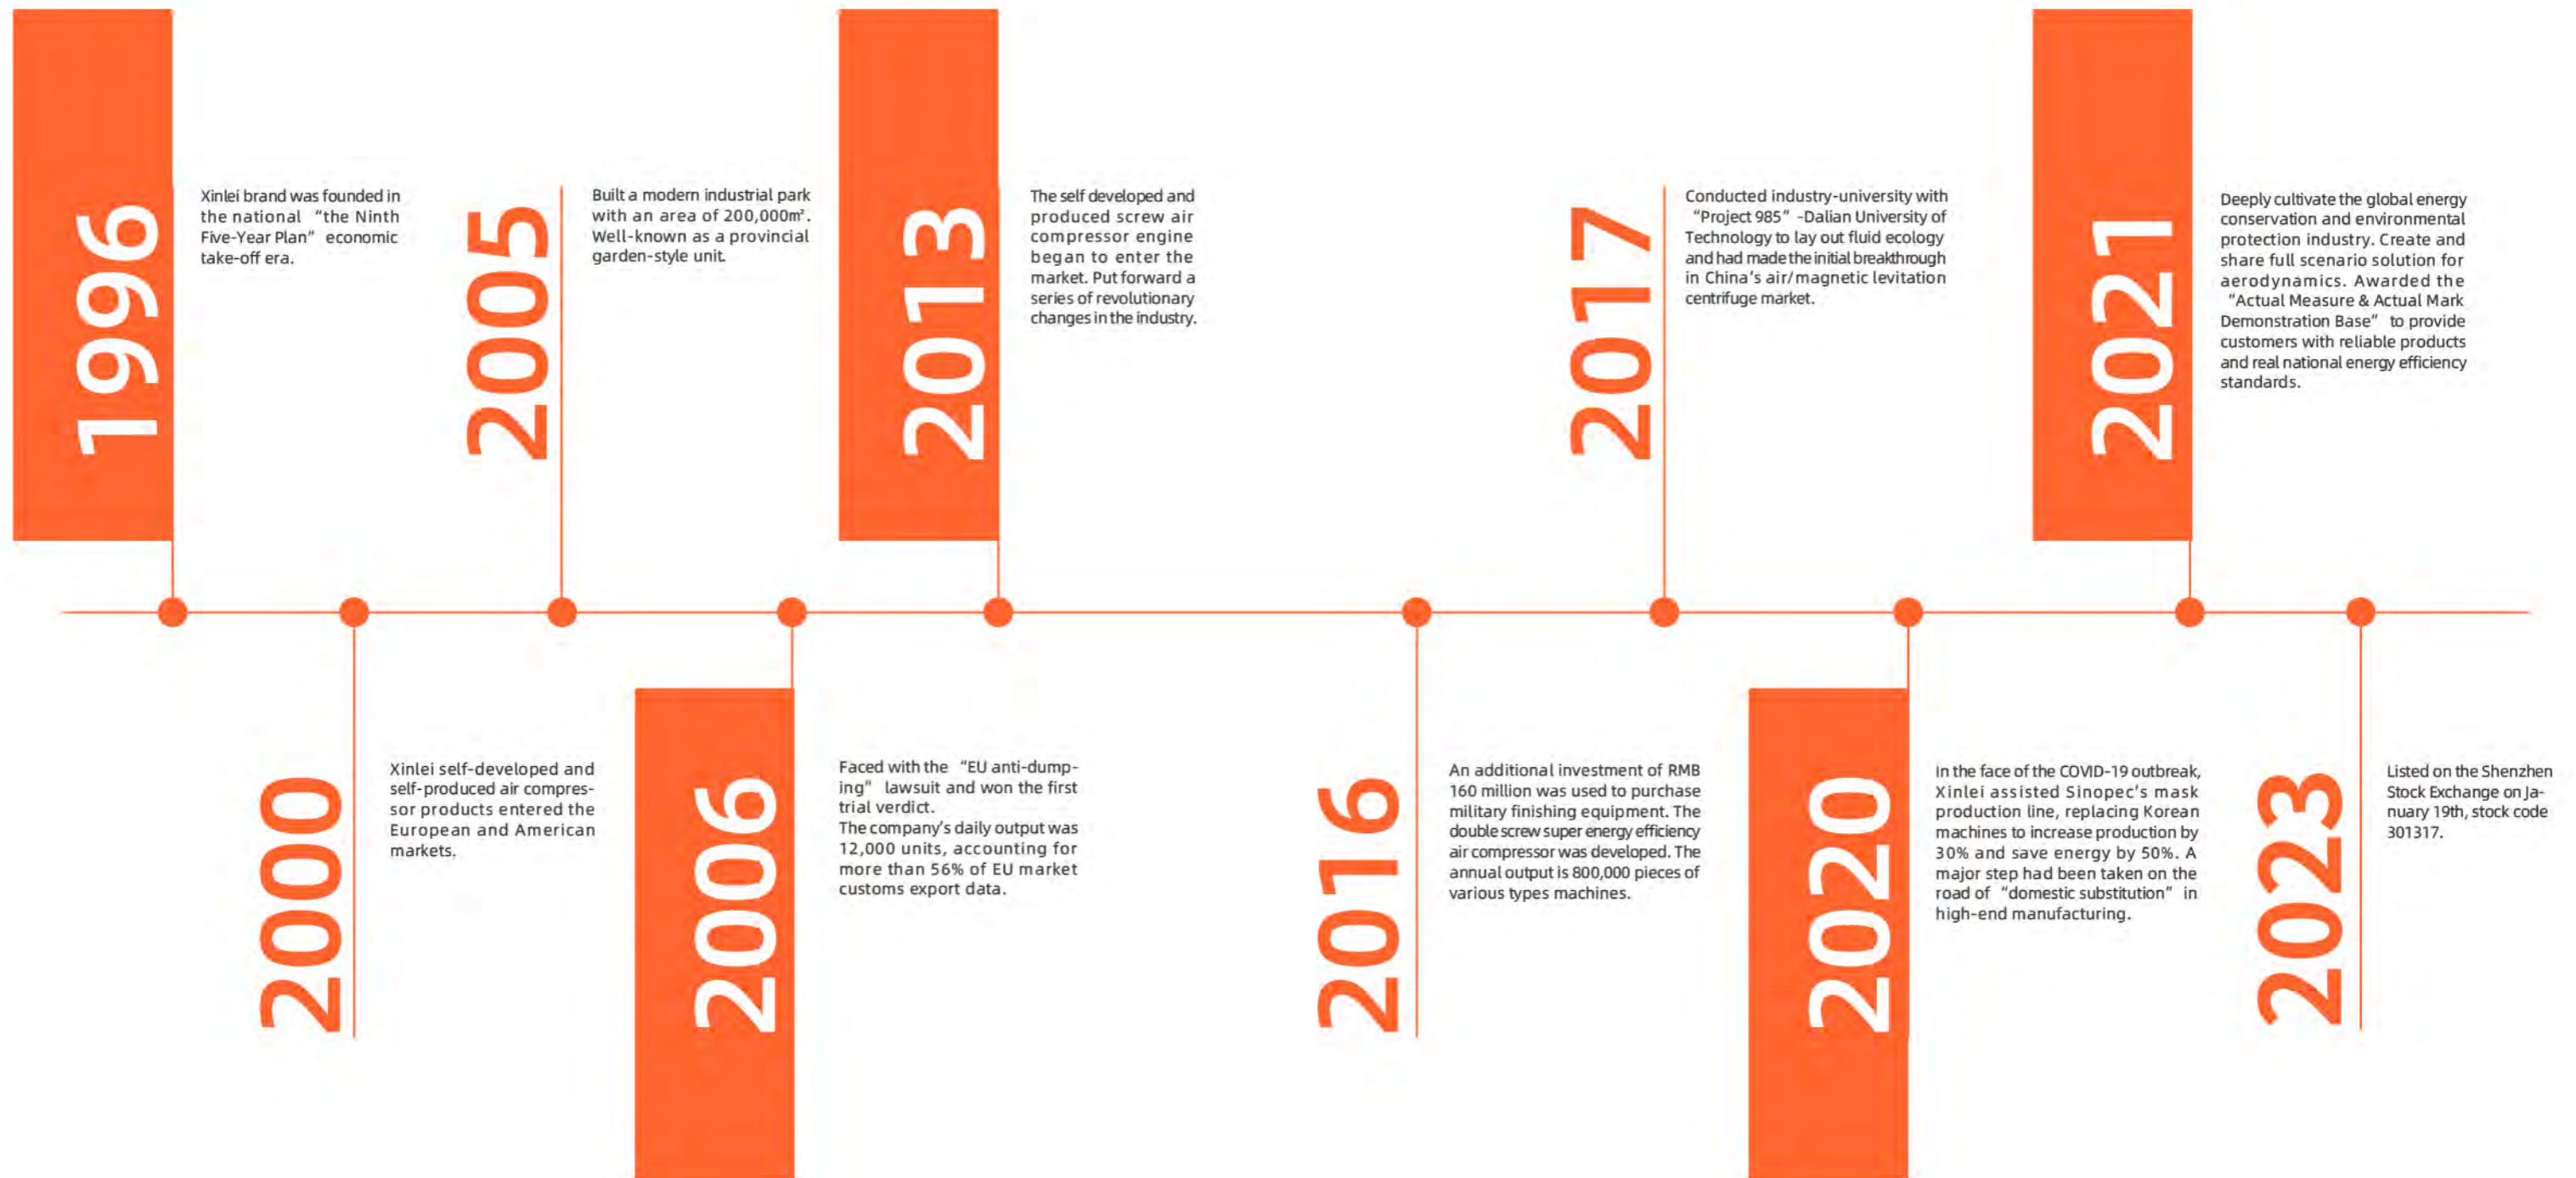 1996
Xinlei brand was founded in
the national “the Ninth
Five-Year Plan” economic
take-off era.
2000
Xinlei self-developed and
self-produced air compres-
sor products entered the
European and American
markets.
2005
Built a modern industrial park
with an area of 200,000m².
Well-known as a provincial
garden-style unit.
2006
Faced with the “EU anti-dump-
ing” lawsuit and won the first
trial verdict.
The company's daily output was
12,000 units, accounting for
more than 56% of EU market
customs export data.
2013
The self developed and
produced screw air
compressor engine
began to enter the
market. Put forward a
series of revolutionary
changes in the industry.
2016
An additional investment of RMB
160 million was used to purchase
military finishing equipment. The
double screw super energy efficiency
air compressor was developed. The
annual output is 800,000 pieces of
various types machines.
2017
Conducted industry-university with
“Project 985” -Dalian University of
Technology to lay out fluid ecology
and had made the initial breakthrough
in China's air/magnetic levitation
centrifuge market.
2020
In the face of the COVID-19 outbreak,
Xinlei assisted Sinopec's mask
production line, replacing Korean
machines to increase production by
30% and save energy by 50%. A
major step had been taken on the
road of “domestic substitution” in
high-end manufacturing.
2021
Deeply cultivate the global energy
conservation and environmental
protection industry. Create and
share full scenario solution for
aerodynamics. Awarded the
“Actual Measure & Actual Mark
Demonstration Base” to provide
customers with reliable products
and real national energy efficiency
standards.
2023
Listed on the Shenzhen
Stock Exchange on Ja-
nuary 19th, stock code
301317.